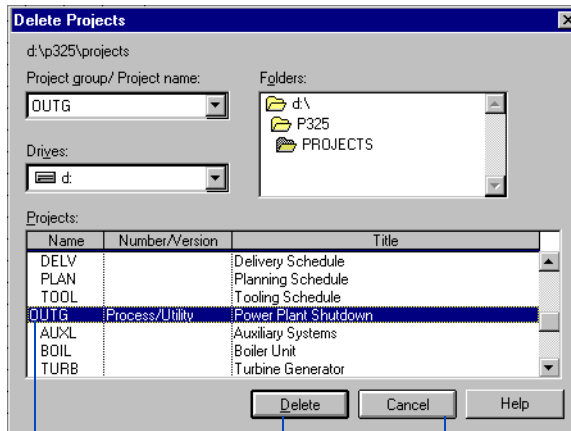 Delete Projects
d:\p325\projects
Project group/ Project name:
OUTG
Folders:
d:\
P325
PROJECTS
Drives:
d:
Projects:
Name Number/Version Title
DELV Delivery Schedule
PLAN Planning Schedule
TOOL Tooling Schedule
OUTG Process/Utility Power Plant Shutdown
AUXL Auxiliary Systems
BOIL Boiler Unit
TURB Turbine Generator
Delete Cancel Help